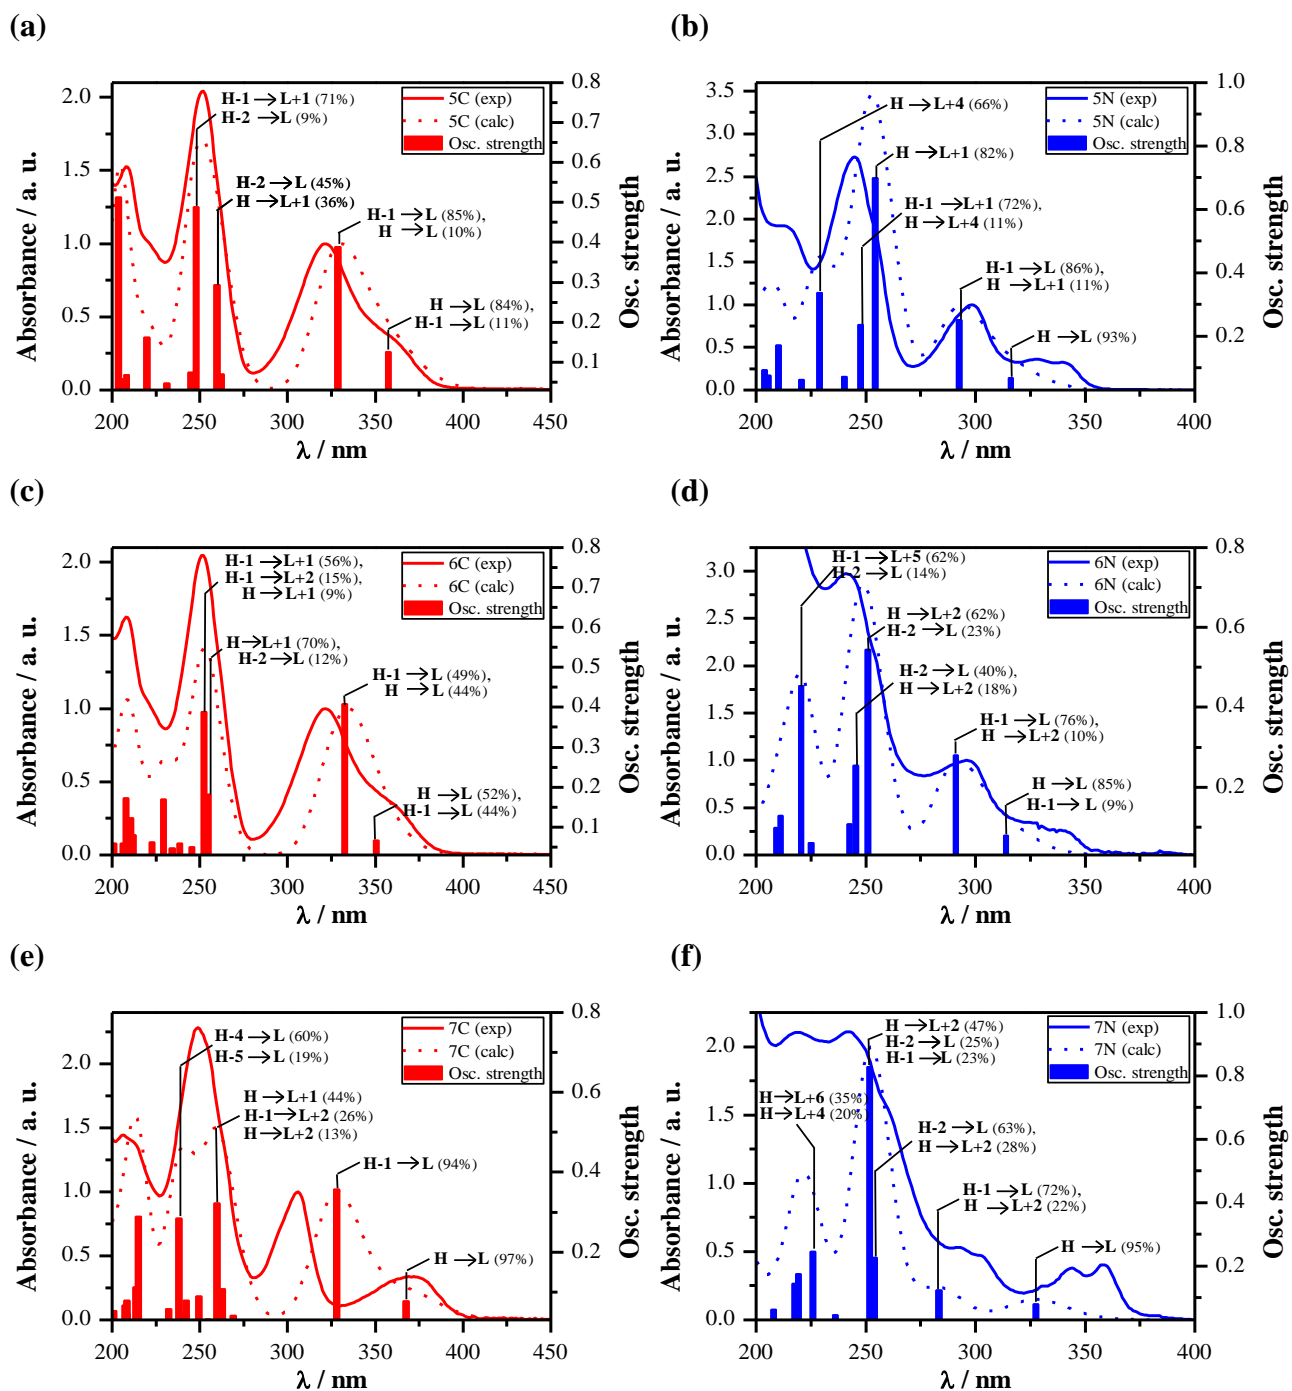 (a)
H-1 →L+1 (71%)
H-2 →L (9%)
5C (exp)
5C (calc)
Osc. strength
H-2 →L (45%)
H →L+1 (36%)
H-1 →L (85%),
H →L (10%)
H →L (84%),
H-1 →L (11%)
Absorbance / a. u.
2.0
1.5
1.0
0.5
0.0
Osc. strength
0.8
0.7
0.6
0.5
0.4
0.3
0.2
0.1
200 250 300 350 400 450
λ / nm
(b)
H →L+4 (66%)
5N (exp)
5N (calc)
Osc. strength
H →L+1 (82%)
H-1 →L+1 (72%),
H →L+4 (11%)
H-1 →L (86%),
H →L+1 (11%)
H →L (93%)
Absorbance / a. u.
3.5
3.0
2.5
2.0
1.5
1.0
0.5
0.0
Osc. strength
1.0
0.8
0.6
0.4
0.2
200 250 300 350 400
λ / nm
(c)
H-1 →L+1 (56%),
H-1 →L+2 (15%),
H →L+1 (9%)
6C (exp)
6C (calc)
Osc. strength
H →L+1 (70%),
H-2 →L (12%)
H-1 →L (49%),
H →L (44%)
H →L (52%),
H-1 →L (44%)
Absorbance / a. u.
2.0
1.5
1.0
0.5
0.0
Osc. strength
0.8
0.7
0.6
0.5
0.4
0.3
0.2
0.1
200 250 300 350 400 450
λ / nm
(d)
H-1 →L+5 (62%)
H-2 →L (14%)
6N (exp)
6N (calc)
Osc. strength
H →L+2 (62%)
H-2 →L (23%)
H-2 →L (40%),
H →L+2 (18%)
H-1 →L (76%),
H →L+2 (10%)
H →L (85%)
H-1 →L (9%)
Absorbance / a. u.
3.0
2.5
2.0
1.5
1.0
0.5
0.0
Osc. strength
0.8
0.6
0.4
0.2
200 250 300 350 400
λ / nm
(e)
H-4 →L (60%)
H-5 →L (19%)
7C (exp)
7C (calc)
Osc. strength
H →L+1 (44%)
H-1 →L+2 (26%)
H →L+2 (13%)
H-1 →L (94%)
H →L (97%)
Absorbance / a. u.
2.0
1.5
1.0
0.5
0.0
Osc. strength
0.8
0.6
0.4
0.2
200 250 300 350 400 450
λ / nm
(f)
H →L+2 (47%)
H-2 →L (25%)
H-1 →L (23%)
7N (exp)
7N (calc)
Osc. strength
H →L+6 (35%)
H →L+4 (20%)
H-2 →L (63%),
H →L+2 (28%)
H-1 →L (72%),
H →L+2 (22%)
H →L (95%)
Absorbance / a. u.
2.0
1.5
1.0
0.5
0.0
Osc. strength
1.0
0.8
0.6
0.4
0.2
200 250 300 350 400
λ / nm